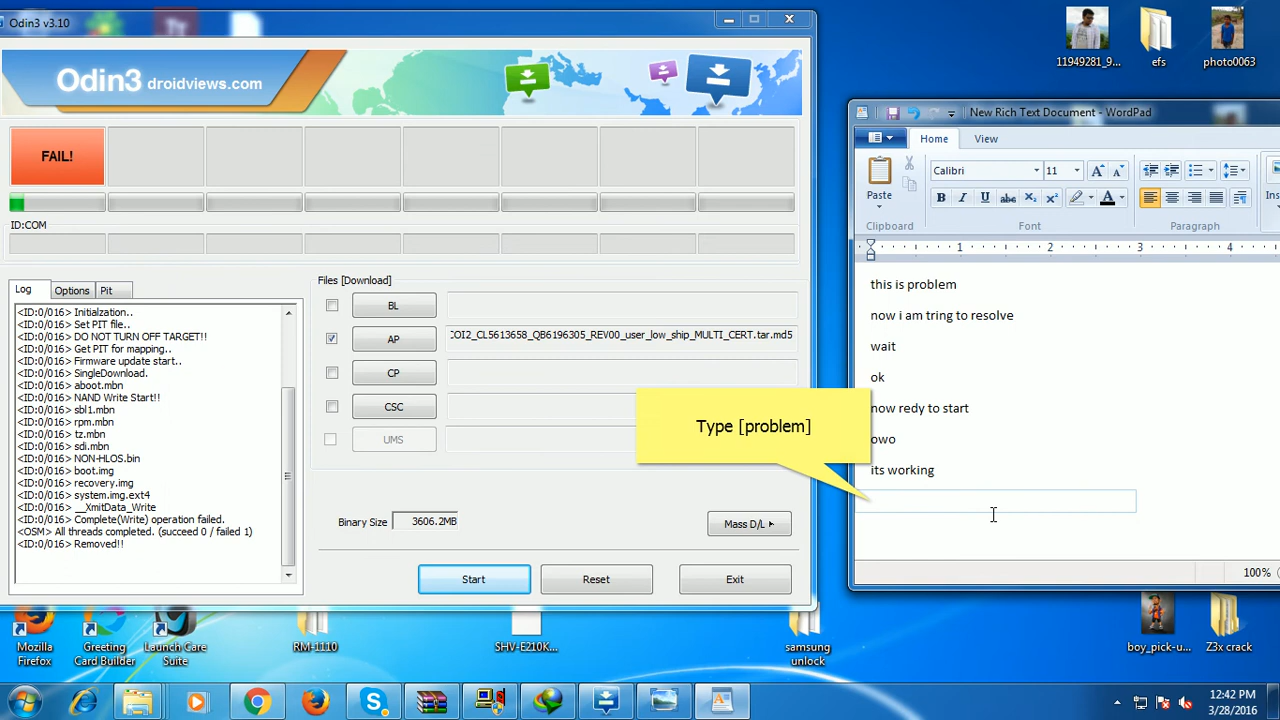 Odin3 v3.10
Odin3 droidviews.com
FAIL!
ID:COM
Log
Options
Pit
<ID:0/016> Initialzation..
<ID:0/016> Set PIT file..
<ID:0/016> DO NOT TURN OFF TARGET!!
<ID:0/016> Get PIT for mapping..
<ID:0/016> Firmware update start..
<ID:0/016> SingleDownload.
<ID:0/016> aboot.mbn
<ID:0/016> NAND Write Start!!
<ID:0/016> sbl1.mbn
<ID:0/016> rpm.mbn
<ID:0/016> tz.mbn
<ID:0/016> sdi.mbn
<ID:0/016> NON-HLOS.bin
<ID:0/016> boot.img
<ID:0/016> recovery.img
<ID:0/016> system.img.ext4
<ID:0/016> __XmitData_Write
<ID:0/016> Complete(Write) operation failed.
<OSM> All threads completed. (succeed 0 / failed 1)
<ID:0/016> Removed!!
Files [Download]
BL
AP
COI2_CL5613658_QB6196305_REV00_user_low_ship_MULTI_CERT.tar.md5
CP
CSC
UMS
Binary Size
3606.2MB
Mass D/L
Start
Reset
Exit
Type [problem]
11949281_9...
efs
photo0063
New Rich Text Document - WordPad
Home
View
Paste
Calibri
11
Ins
Clipboard
Font
Paragraph
1 2 3 4
this is problem
now i am tring to resolve
wait
ok
now redy to start
owo
its working
100%
Mozilla
Firefox
Greeting
Card Builder
Launch Care
Suite
RM-1110
SHV-E210K...
samsung
unlock
boy_pick-u...
Z3x crack
12:42 PM
3/28/2016